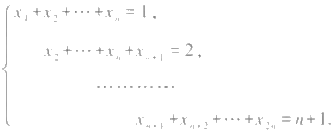 x₁+x₂+⋯+xₙ=1,
x₂+⋯+xₙ+xₙ₊₁=2,
…………
xₙ₊₁+xₙ₊₂+⋯+x₂ₙ=n+1.